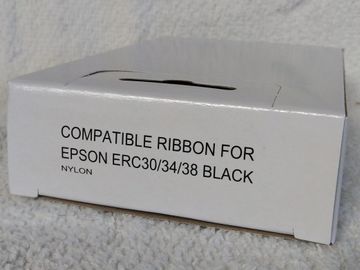 COMPATIBLE RIBBON FOR
EPSON ERC30/34/38 BLACK
NYLON